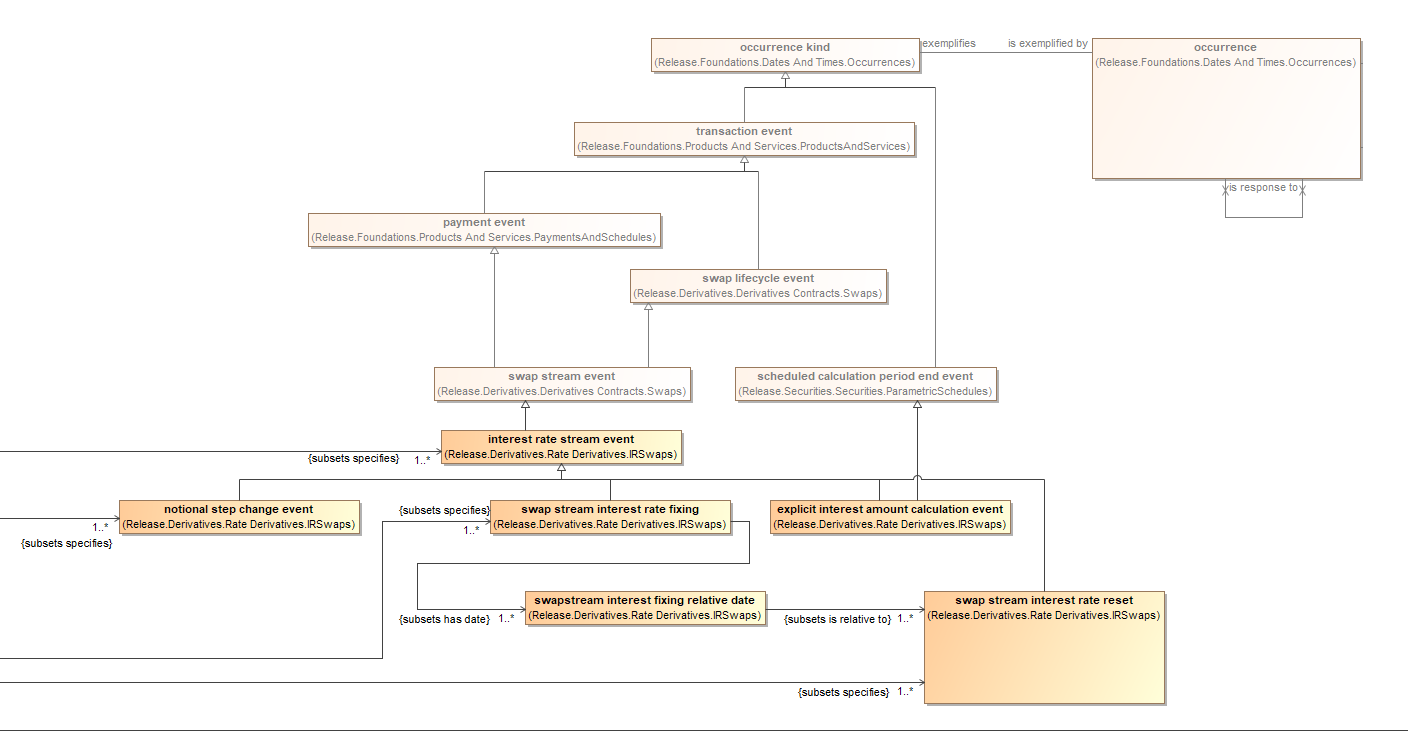 occurrence kind
(Release.Foundations.Dates And Times.Occurrences)
exemplifies
is exemplified by
occurrence
(Release.Foundations.Dates And Times.Occurrences)
transaction event
(Release.Foundations.Products And Services.ProductsAndServices)
is response to
payment event
(Release.Foundations.Products And Services.PaymentsAndSchedules)
swap lifecycle event
(Release.Derivatives.Derivatives Contracts.Swaps)
swap stream event
(Release.Derivatives.Derivatives Contracts.Swaps)
scheduled calculation period end event
(Release.Securities.Securities.ParametricSchedules)
interest rate stream event
(Release.Derivatives.Rate Derivatives.IRSwaps)
{subsets specifies}
1..*
notional step change event
(Release.Derivatives.Rate Derivatives.IRSwaps)
1..*
{subsets specifies}
{subsets specifies}
1..*
swap stream interest rate fixing
(Release.Derivatives.Rate Derivatives.IRSwaps)
explicit interest amount calculation event
(Release.Derivatives.Rate Derivatives.IRSwaps)
swapstream interest fixing relative date
(Release.Derivatives.Rate Derivatives.IRSwaps)
{subsets has date}
1..*
{subsets is relative to}
1..*
swap stream interest rate reset
(Release.Derivatives.Rate Derivatives.IRSwaps)
{subsets specifies}
1..*